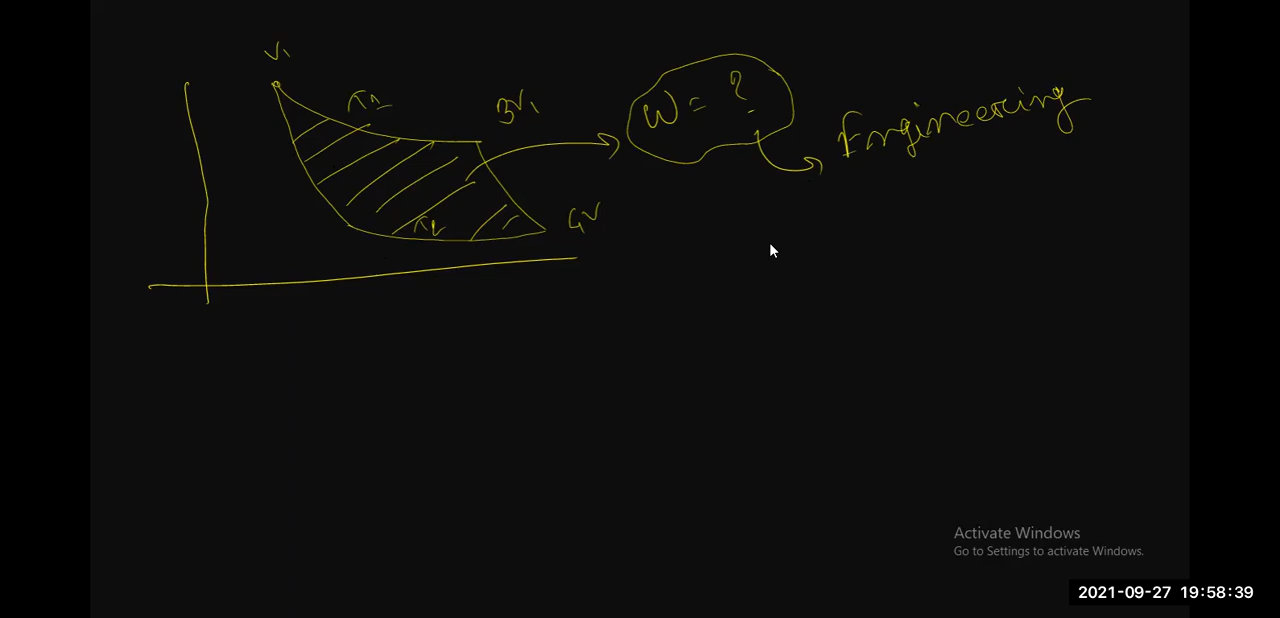 V₁
T1
3V₁
W = ?
Engineering
T2
4V
Activate Windows
Go to Settings to activate Windows.
2021-09-27 19:58:39